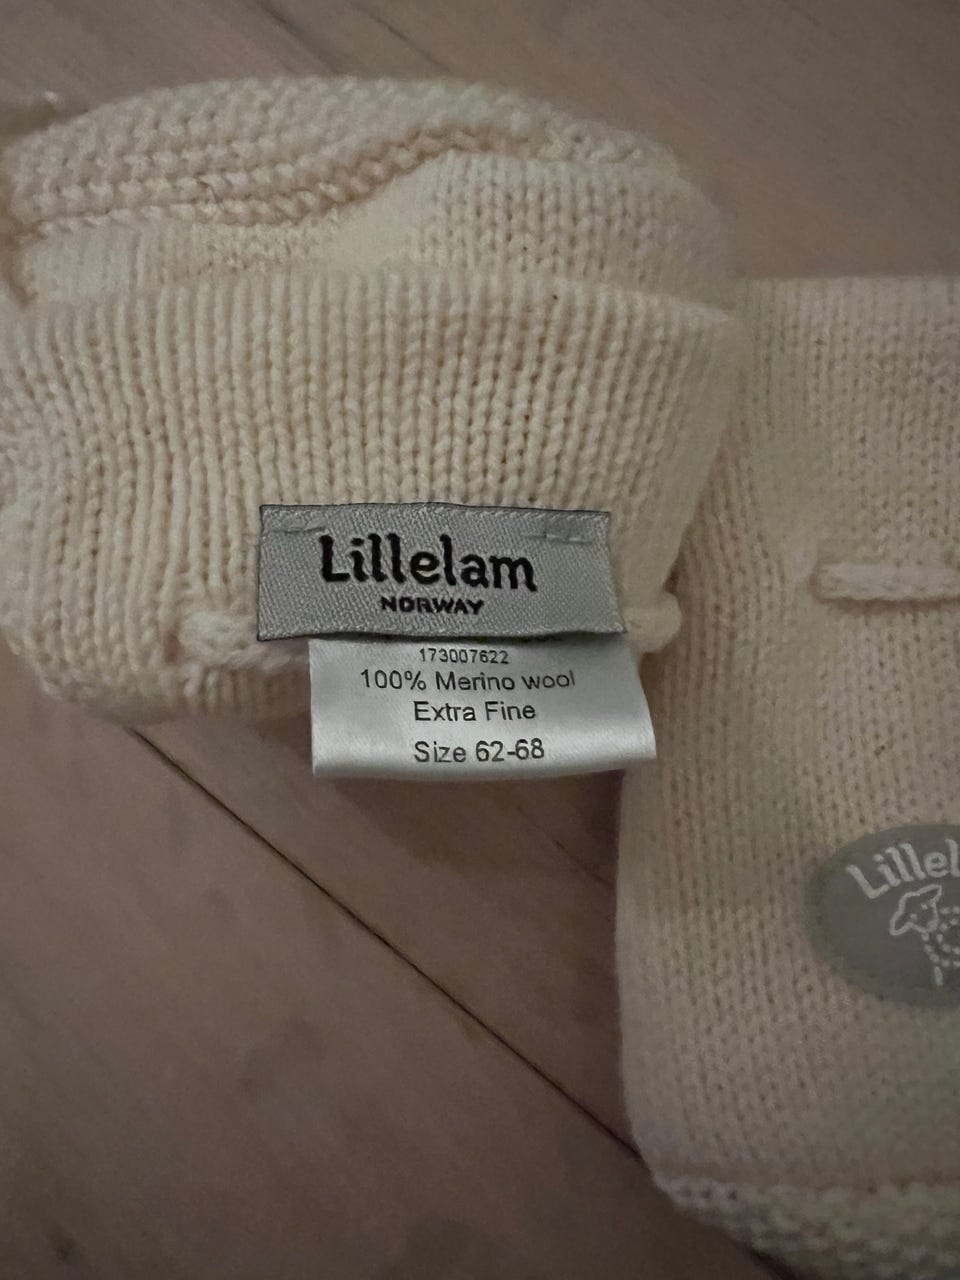 Lillelam
NORWAY
173007622
100% Merino wool
Extra Fine
Size 62-68